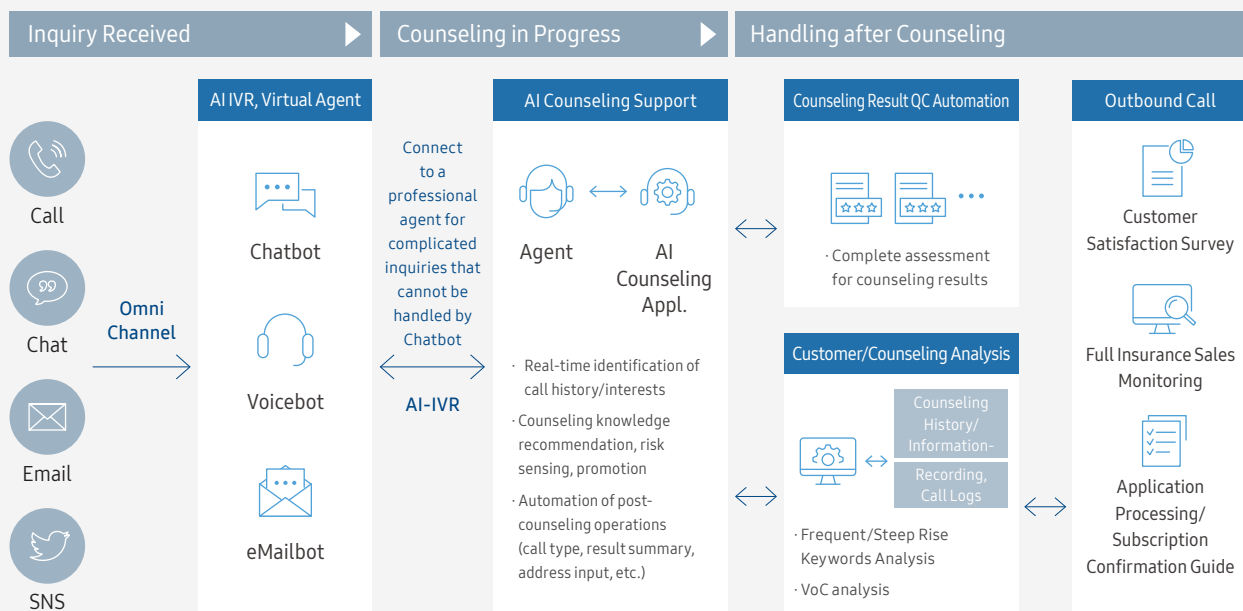 Inquiry Received
Counseling in Progress
Handling after Counseling
Call
Chat
Email
SNS
Omni
Channel
AI IVR, Virtual Agent
Chatbot
Voicebot
eMailbot
Connect
to a
professional
agent for
complicated
inquiries that
cannot be
handled by
Chatbot
AI-IVR
AI Counseling Support
Agent
AI
Counseling
Appl.
· Real-time identification of
call history/interests
· Counseling knowledge
recommendation, risk
sensing, promotion
· Automation of post-
counseling operations
(call type, result summary,
address input, etc.)
Counseling Result QC Automation
· Complete assessment
for counseling results
Customer/Counseling Analysis
Counseling
History/
Information-
Recording,
Call Logs
· Frequent/Steep Rise
Keywords Analysis
· VoC analysis
Outbound Call
Customer
Satisfaction Survey
Full Insurance Sales
Monitoring
Application
Processing/
Subscription
Confirmation Guide